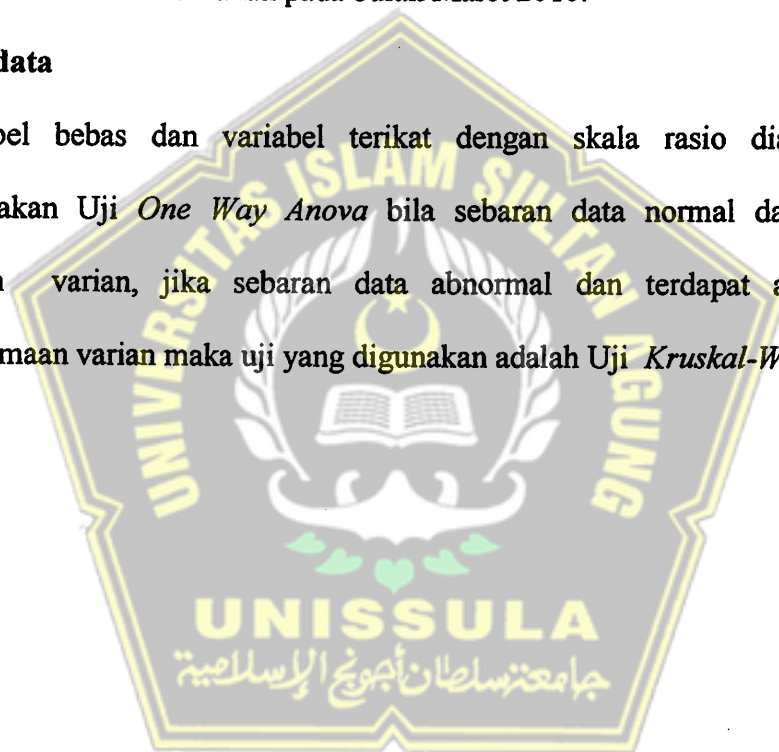 pada
data
bel bebas dan variabel terikat dengan skala rasio dia
akan Uji One Way Anova bila sebaran data normal da
varian, jika sebaran data abnormal dan terdapat a
maan varian maka uji yang digunakan adalah Uji Kruskal-W
UNIVERSITAS ISLAM SULTAN AGUNG
UNISSULA
جامعة سلطان أجونج الإسلامية